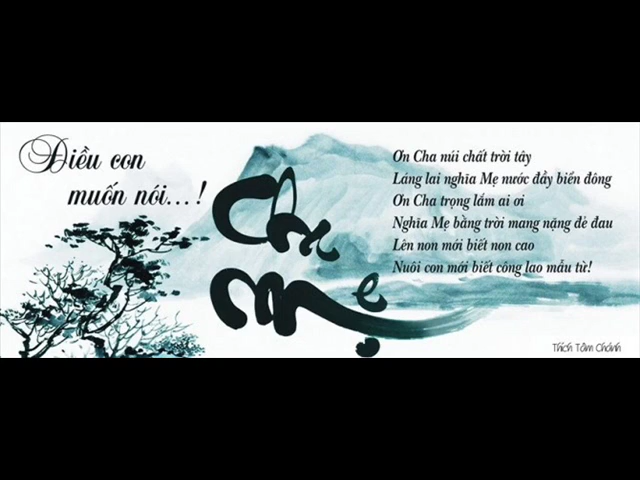 Điều con
muốn nói...!
Cha
Mẹ
Ơn Cha núi chất trời tây
Láng lai nghĩa Mẹ mước đầy biển đông
Ơn Cha trọng lắm ai ơi
Nghĩa Mẹ bằng trời mang nặng đẻ đau
Lên non mới biết non cao
Nuôi con mới biết công lao mẫu từ!
Thích Tâm Chánh